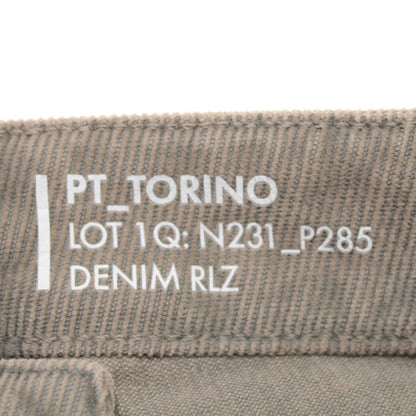 PT_TORINO
LOT 1Q: N231_P285
DENIM RLZ